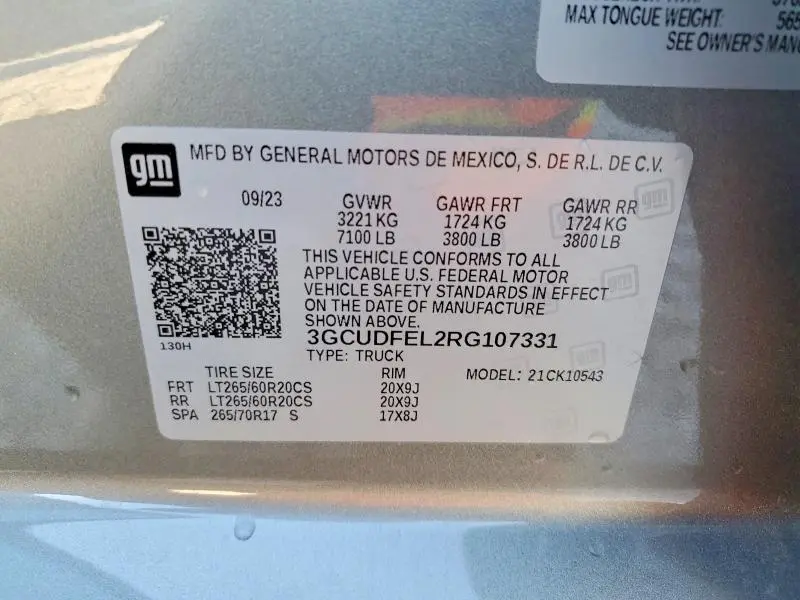 MAX TONGUE WEIGHT: 565
SEE OWNER'S MANU
gm
MFD BY GENERAL MOTORS DE MEXICO, S. DE R.L. DE C.V.
09/23 GVWR GAWR FRT GAWR RR
3221 KG 1724 KG 1724 KG
7100 LB 3800 LB 3800 LB
THIS VEHICLE CONFORMS TO ALL
APPLICABLE U.S. FEDERAL MOTOR
VEHICLE SAFETY STANDARDS IN EFFECT
ON THE DATE OF MANUFACTURE
SHOWN ABOVE.
130H
3GCUDFEL2RG107331
TYPE: TRUCK
TIRE SIZE RIM MODEL: 21CK10543
FRT LT265/60R20CS 20X9J
RR LT265/60R20CS 20X9J
SPA 265/70R17 S 17X8J